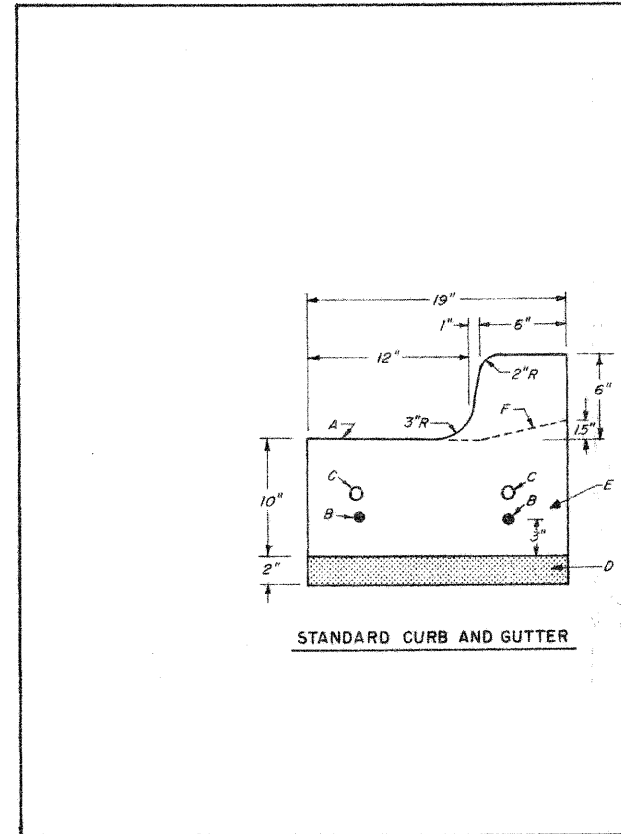 19"
1"
6"
12"
2"R
6"
F
1.5"
3"R
A
C
C
B
B
E
10"
3"
2"
D
STANDARD CURB AND GUTTER